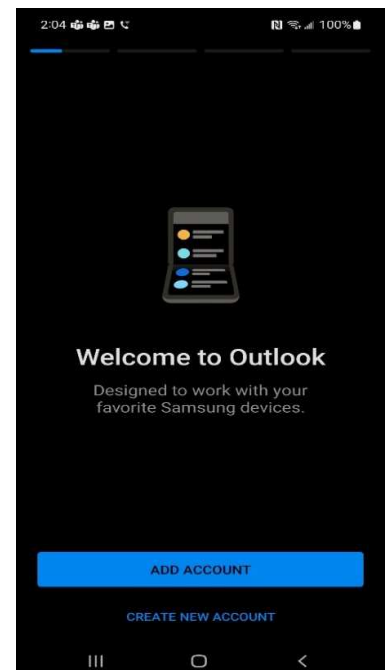 2:04 100%
Welcome to Outlook
Designed to work with your
favorite Samsung devices.
ADD ACCOUNT
CREATE NEW ACCOUNT